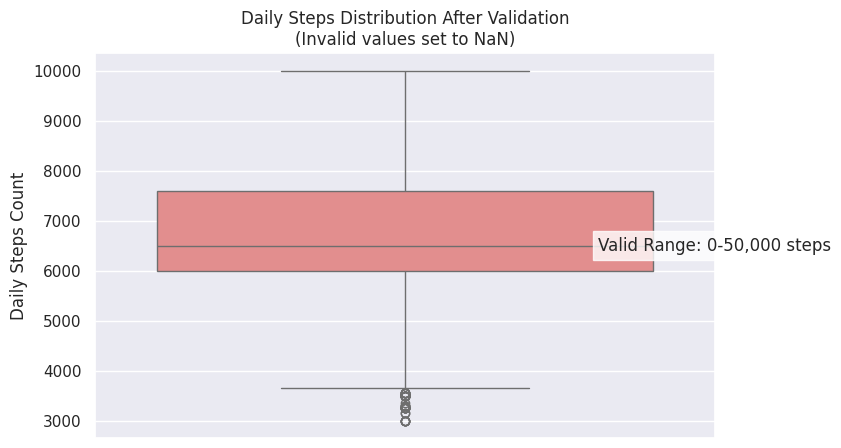 Daily Steps Distribution After Validation
(Invalid values set to NaN)
Daily Steps Count
10000
9000
8000
7000
6000
5000
4000
3000
Valid Range: 0-50,000 steps